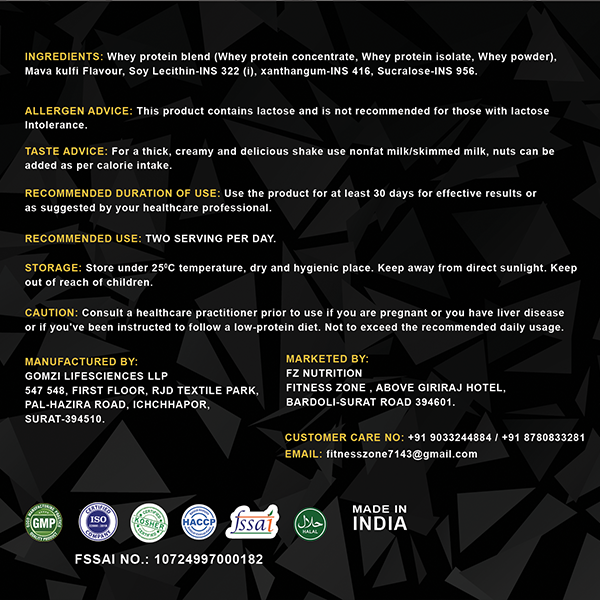 INGREDIENTS: Whey protein blend (Whey protein concentrate, Whey protein isolate, Whey powder),
Mava kulfi Flavour, Soy Lecithin-INS 322 (i), xanthangum-INS 416, Sucralose-INS 956.
ALLERGEN ADVICE: This product contains lactose and is not recommended for those with lactose
Intolerance.
TASTE ADVICE: For a thick, creamy and delicious shake use nonfat milk/skimmed milk, nuts can be
added as per calorie intake.
RECOMMENDED DURATION OF USE: Use the product for at least 30 days for effective results or
as suggested by your healthcare professional.
RECOMMENDED USE: TWO SERVING PER DAY.
STORAGE: Store under 25⁰C temperature, dry and hygienic place. Keep away from direct sunlight. Keep
out of reach of children.
CAUTION: Consult a healthcare practitioner prior to use if you are pregnant or you have liver disease
or if you've been instructed to follow a low-protein diet. Not to exceed the recommended daily usage.
MANUFACTURED BY:
GOMZI LIFESCIENCES LLP
547 548, FIRST FLOOR, RJD TEXTILE PARK,
PAL-HAZIRA ROAD, ICHCHHAPOR,
SURAT-394510.
MARKETED BY:
FZ NUTRITION
FITNESS ZONE , ABOVE GIRIRAJ HOTEL,
BARDOLI-SURAT ROAD 394601.
CUSTOMER CARE NO: +91 9033244884 / +91 8780833281
EMAIL: fitnesszone7143@gmail.com
GMP
CERTIFIED
ISO
CERTIFIED
KOSHER
HACCP
fssai
حلال
HALAL
MADE IN
INDIA
FSSAI NO.: 10724997000182